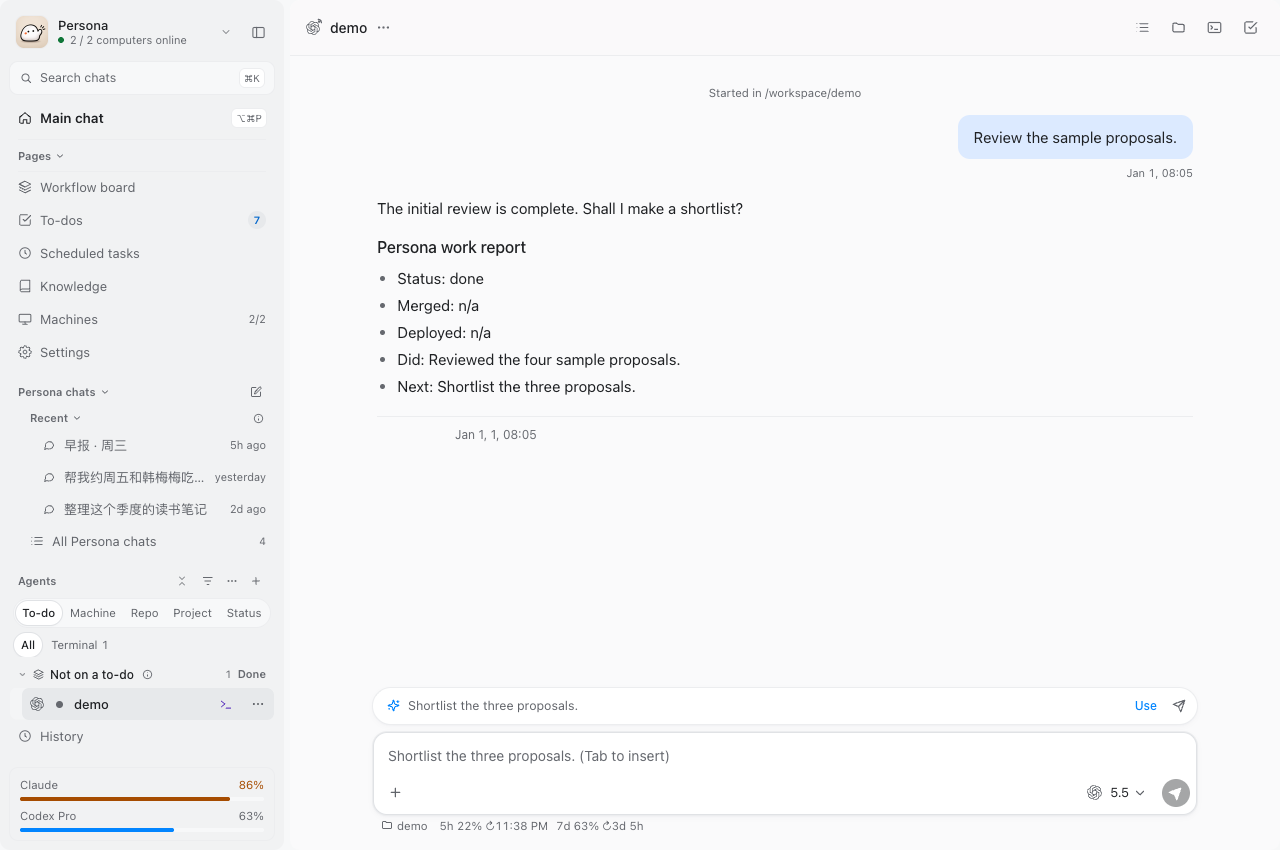 Persona
2 / 2 computers online
Search chats ⌘K
Main chat ⌥⌘P
Pages
Workflow board
To-dos 7
Scheduled tasks
Knowledge
Machines 2/2
Settings
Persona chats
Recent
早报 · 周三 5h ago
帮我约周五和韩梅梅吃... yesterday
整理这个季度的读书笔记 2d ago
All Persona chats 4
Agents
To-do Machine Repo Project Status
All Terminal 1
Not on a to-do 1 Done
demo
History
Claude 86%
Codex Pro 63%
demo
Started in /workspace/demo
Review the sample proposals.
Jan 1, 08:05
The initial review is complete. Shall I make a shortlist?
Persona work report
Status: done
Merged: n/a
Deployed: n/a
Did: Reviewed the four sample proposals.
Next: Shortlist the three proposals.
Jan 1, 1, 08:05
Shortlist the three proposals. Use
Shortlist the three proposals. (Tab to insert)
5.5
demo 5h 22% ↻11:38 PM 7d 63% ↻3d 5h